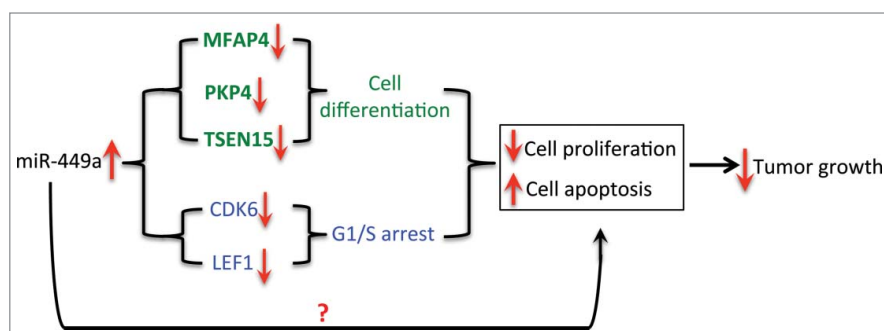 MFAP4
PKP4
TSEN15
Cell
differentiation
miR-449a
CDK6
LEF1
G1/S arrest
Cell proliferation
Cell apoptosis
Tumor growth
?